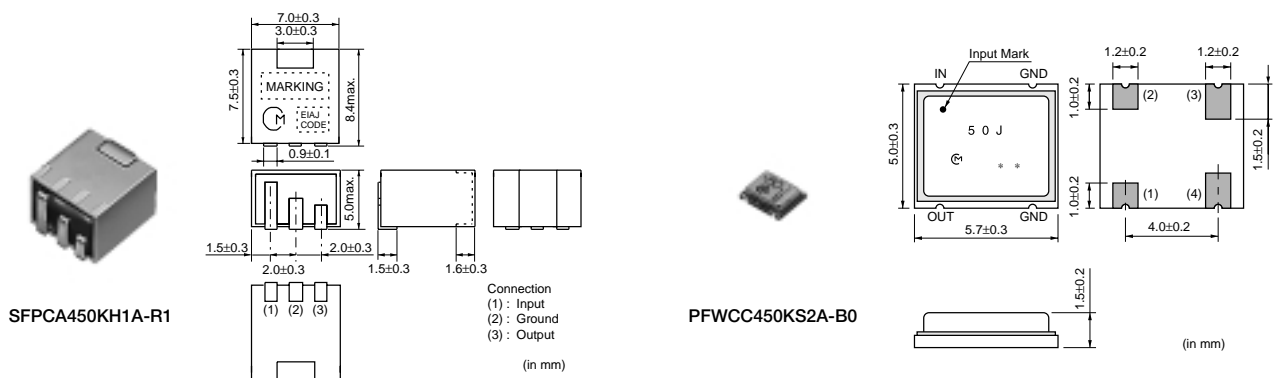 7.0±0.3
3.0±0.3
7.5±0.3
8.4max.
MARKING
M
EIAJ
CODE
0.9±0.1
5.0max.
1.5±0.3
2.0±0.3
2.0±0.3
1.5±0.3
1.6±0.3
(1) (2) (3)
Connection
(1) : Input
(2) : Ground
(3) : Output
(in mm)
SFPCA450KH1A-R1
Input Mark
IN
GND
5.0±0.3
50J
M
* *
OUT
GND
5.7±0.3
1.2±0.2
1.2±0.2
1.0±0.2
(2)
(3)
1.5±0.2
1.0±0.2
(1)
(4)
4.0±0.2
1.5±0.2
(in mm)
PFWCC450KS2A-B0